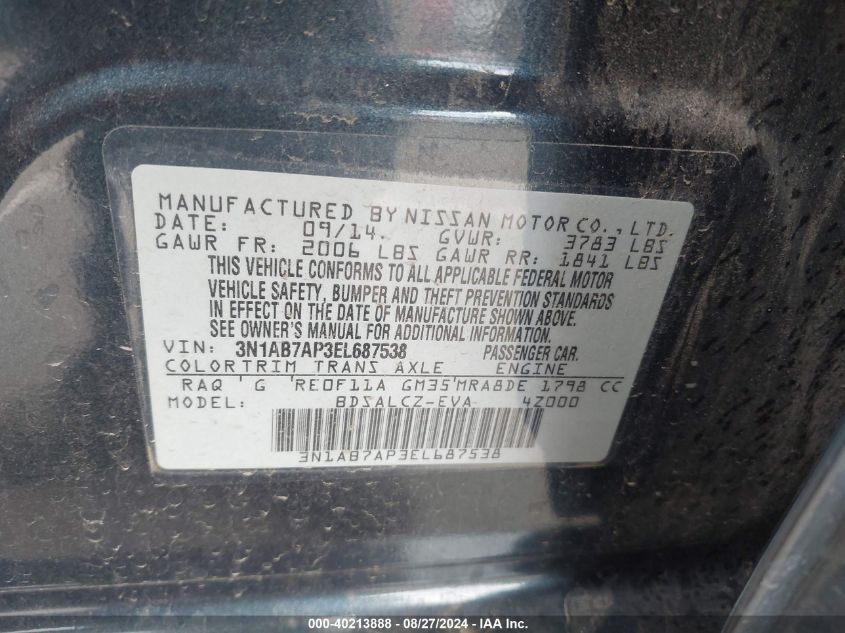 MANUFACTURED BY NISSAN MOTOR CO., LTD.
DATE: 09/14. GVWR: 3783 LBS
GAWR FR: 2006 LBS GAWR RR: 1841 LBS
THIS VEHICLE CONFORMS TO ALL APPLICABLE FEDERAL MOTOR
VEHICLE SAFETY, BUMPER AND THEFT PREVENTION STANDARDS
IN EFFECT ON THE DATE OF MANUFACTURE SHOWN ABOVE.
SEE OWNER'S MANUAL FOR ADDITIONAL INFORMATION.
VIN: 3N1AB7AP3EL687538 PASSENGER CAR.
COLOR TRIM TRANS AXLE ENGINE
RAQ ' G 'RE0F11A GM35'MRA8DE 1798 CC
MODEL: BDSALCZ-EVA 4Z000
3N1AB7AP3EL687538
000-40213888 - 08/27/2024 - IAA Inc.